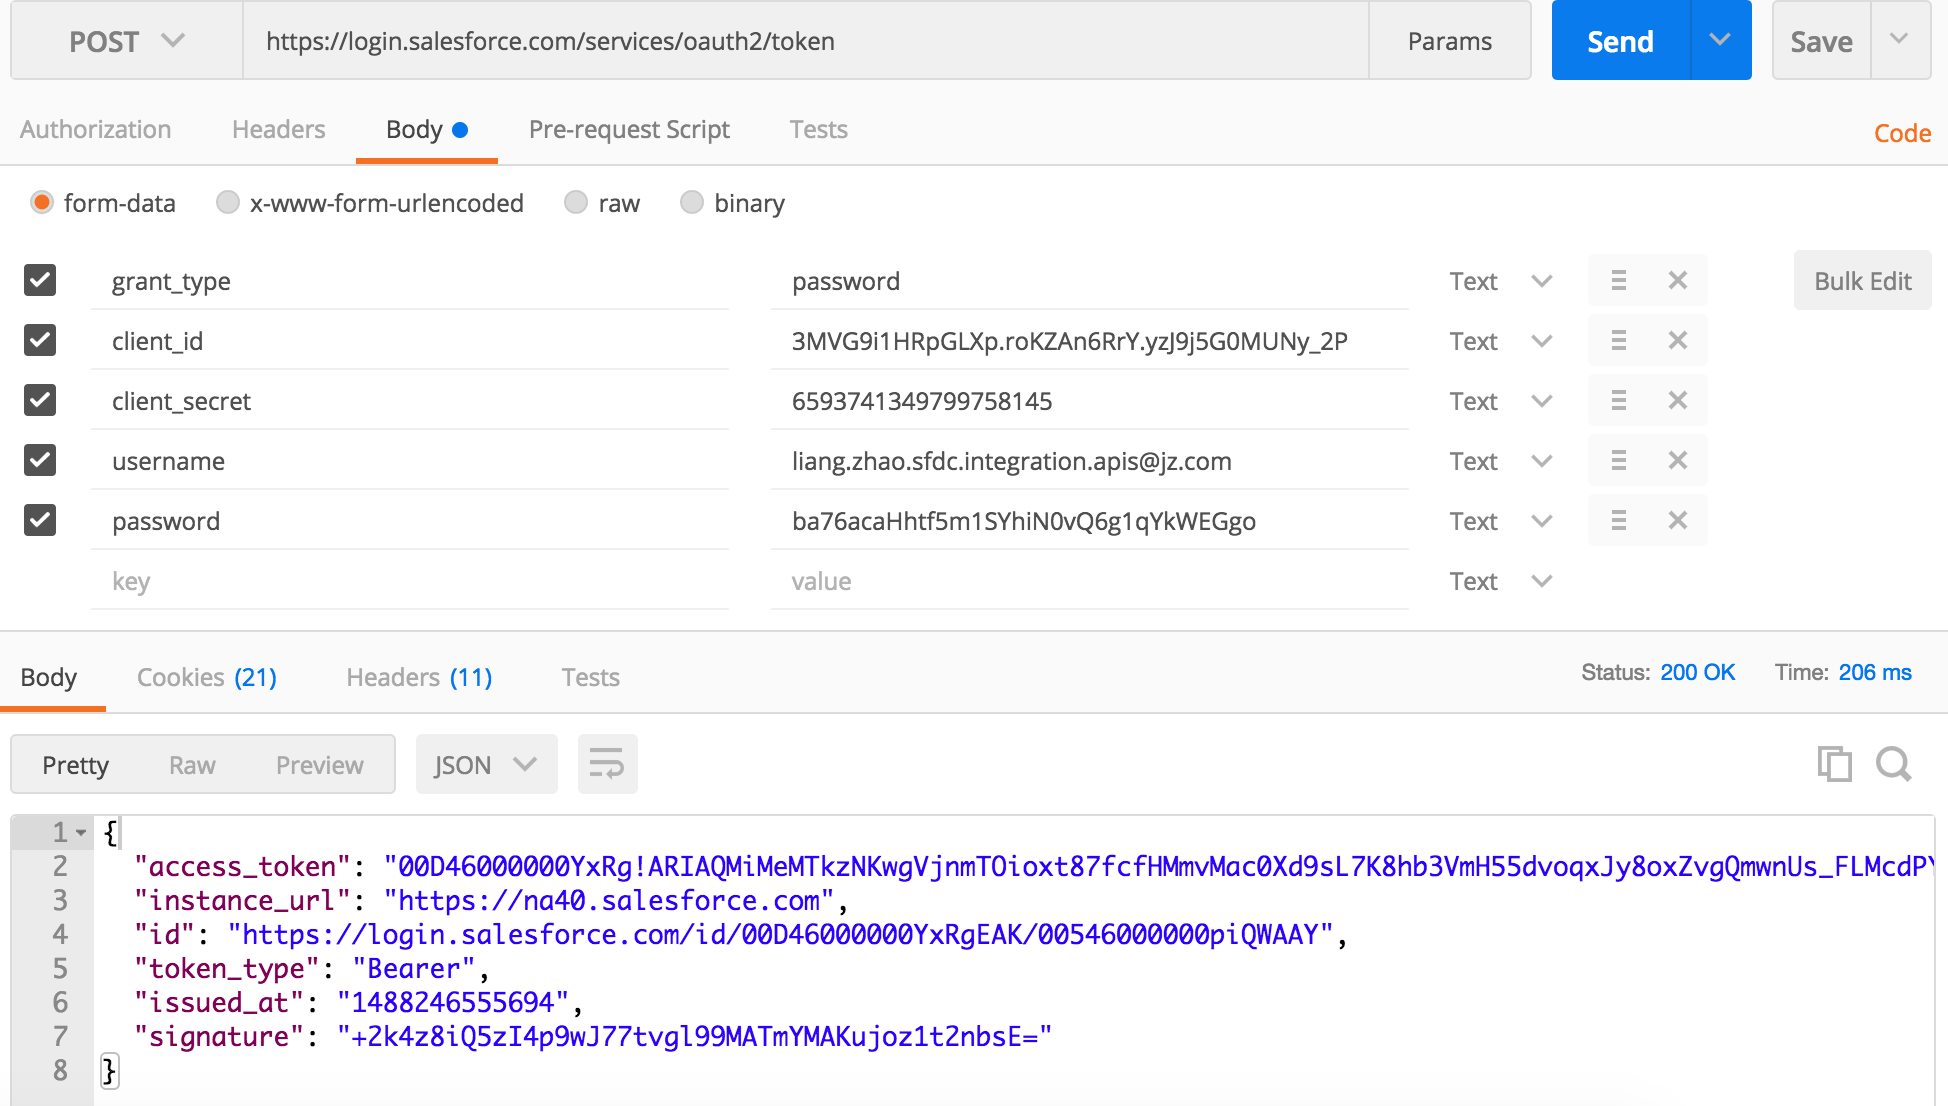 POST https://login.salesforce.com/services/oauth2/token Params Send Save
Authorization Headers Body Pre-request Script Tests Code
form-data x-www-form-urlencoded raw binary
grant_type password Text Bulk Edit
client_id 3MVG9i1HRpGLXp.roKZAn6RrY.yzJ9j5G0MUNy_2P Text
client_secret 6593741349799758145 Text
username liang.zhao.sfdc.integration.apis@jz.com Text
password ba76acaHhtf5m1SYhiN0vQ6g1qYkWEGgo Text
key value Text
Body Cookies (21) Headers (11) Tests Status: 200 OK Time: 206 ms
Pretty Raw Preview JSON
1 {
2 "access_token": "00D46000000YxRg!ARIAQMiMeMTkzNKwgVjnmTOioxt87fcfHMmvMac0Xd9sL7K8hb3VmH55dvoqxJy8oxZvgQmwnUs_FLMcdPY
3 "instance_url": "https://na40.salesforce.com",
4 "id": "https://login.salesforce.com/id/00D46000000YxRgEAK/00546000000piQWAAY",
5 "token_type": "Bearer",
6 "issued_at": "1488246555694",
7 "signature": "+2k4z8iQ5zI4p9wJ77tvgl99MATmYMAKujoz1t2nbsE="
8 }